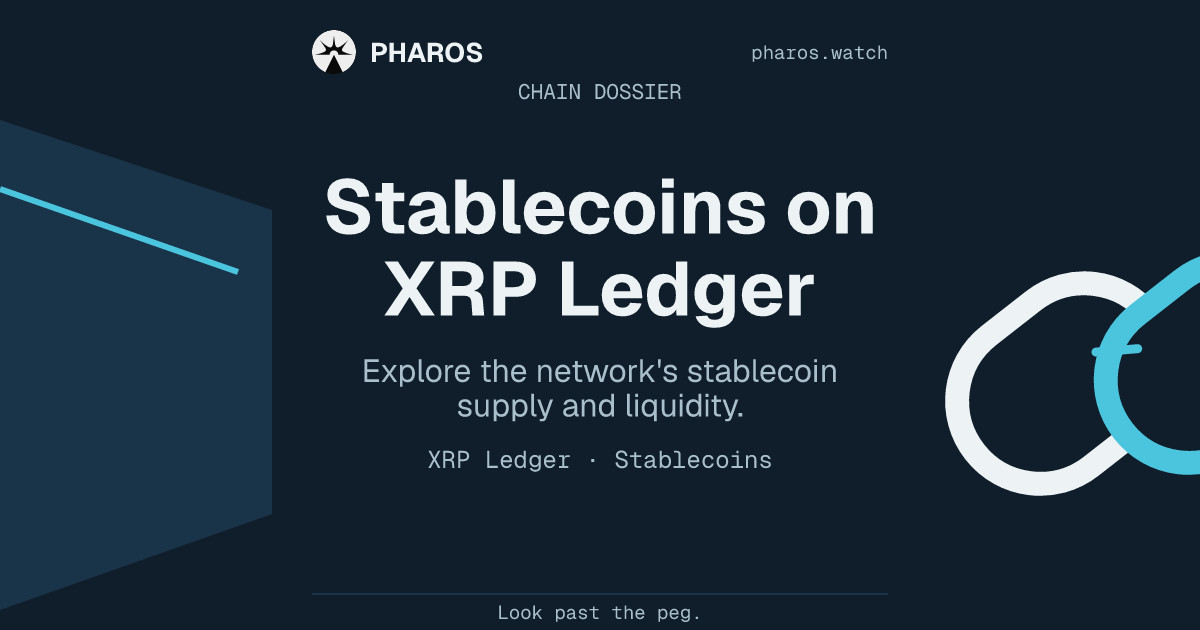 PHAROS
pharos.watch
CHAIN DOSSIER
Stablecoins on
XRP Ledger
Explore the network's stablecoin
supply and liquidity.
XRP Ledger · Stablecoins
Look past the peg.